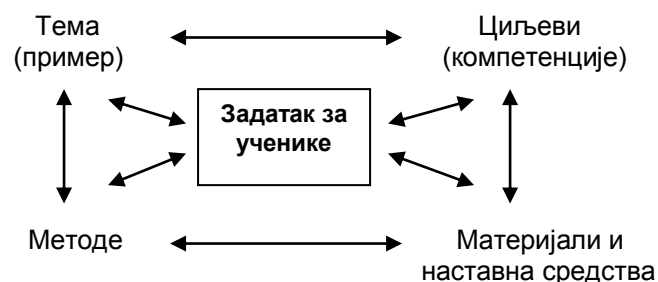 Тема
(пример)
Циљеви
(компетенције)
Задатак за
ученике
Методе
Материјали и
наставна средства